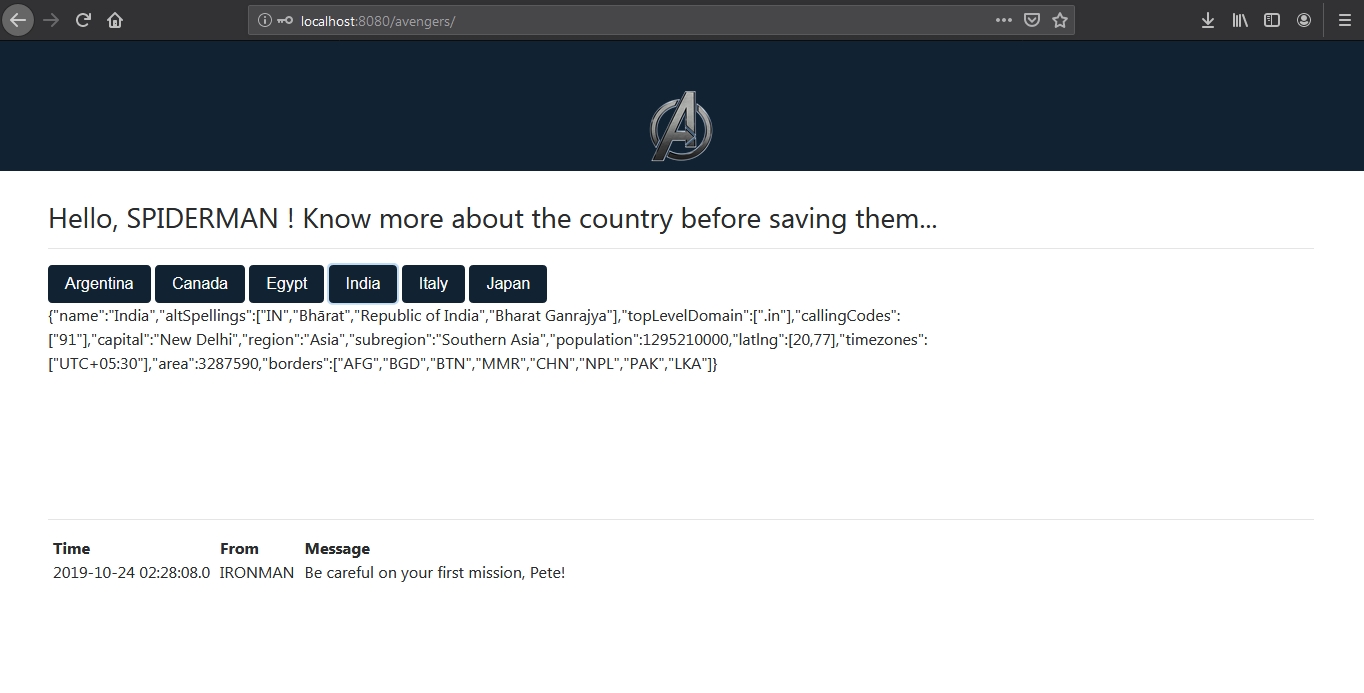 localhost:8080/avengers/
Hello, SPIDERMAN ! Know more about the country before saving them...
Argentina Canada Egypt India Italy Japan
{"name":"India","altSpellings":["IN","Bhārat","Republic of India","Bharat Ganrajya"],"topLevelDomain":[".in"],"callingCodes":
["91"],"capital":"New Delhi","region":"Asia","subregion":"Southern Asia","population":1295210000,"latlng":[20,77],"timezones":
["UTC+05:30"],"area":3287590,"borders":["AFG","BGD","BTN","MMR","CHN","NPL","PAK","LKA"]}
Time From Message
2019-10-24 02:28:08.0 IRONMAN Be careful on your first mission, Pete!